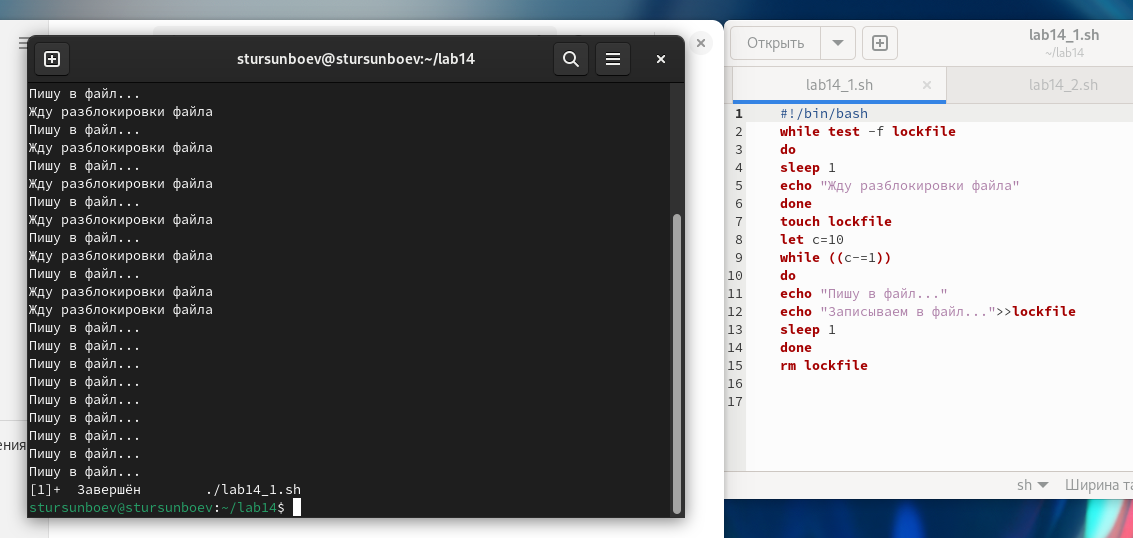 stursunboev@stursunboev:~/lab14
Пишу в файл...
Жду разблокировки файла
Пишу в файл...
Жду разблокировки файла
Пишу в файл...
Жду разблокировки файла
Пишу в файл...
Жду разблокировки файла
Пишу в файл...
Жду разблокировки файла
Пишу в файл...
Жду разблокировки файла
Жду разблокировки файла
Пишу в файл...
Пишу в файл...
Пишу в файл...
Пишу в файл...
Пишу в файл...
Пишу в файл...
Пишу в файл...
Пишу в файл...
Пишу в файл...
[1]+  Завершён        ./lab14_1.sh
stursunboev@stursunboev:~/lab14$
Открыть
lab14_1.sh
~/lab14
lab14_1.sh
lab14_2.sh
1 #!/bin/bash
2 while test -f lockfile
3 do
4 sleep 1
5 echo "Жду разблокировки файла"
6 done
7 touch lockfile
8 let c=10
9 while ((c-=1))
10 do
11 echo "Пишу в файл..."
12 echo "Записываем в файл...">>lockfile
13 sleep 1
14 done
15 rm lockfile
16
17
sh
Ширина